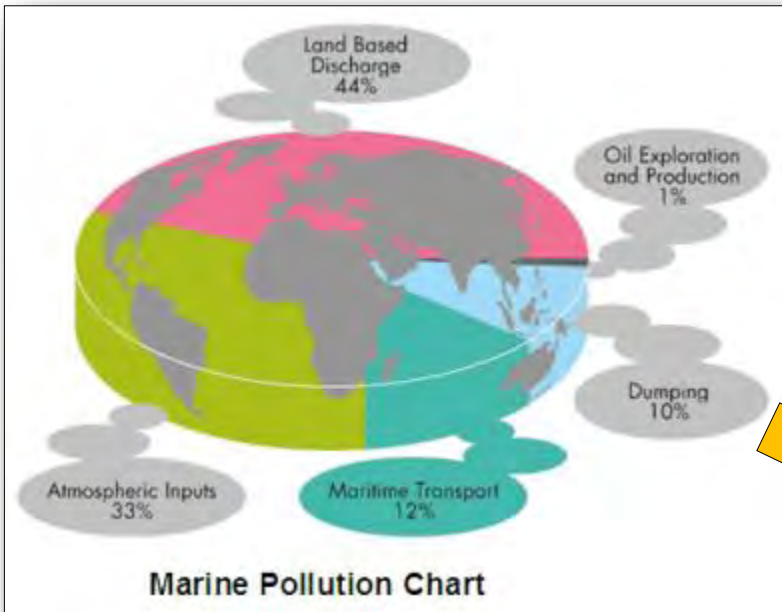 Land Based
Discharge
44%
Oil Exploration
and Production
1%
Dumping
10%
Atmospheric Inputs
33%
Maritime Transport
12%
Marine Pollution Chart